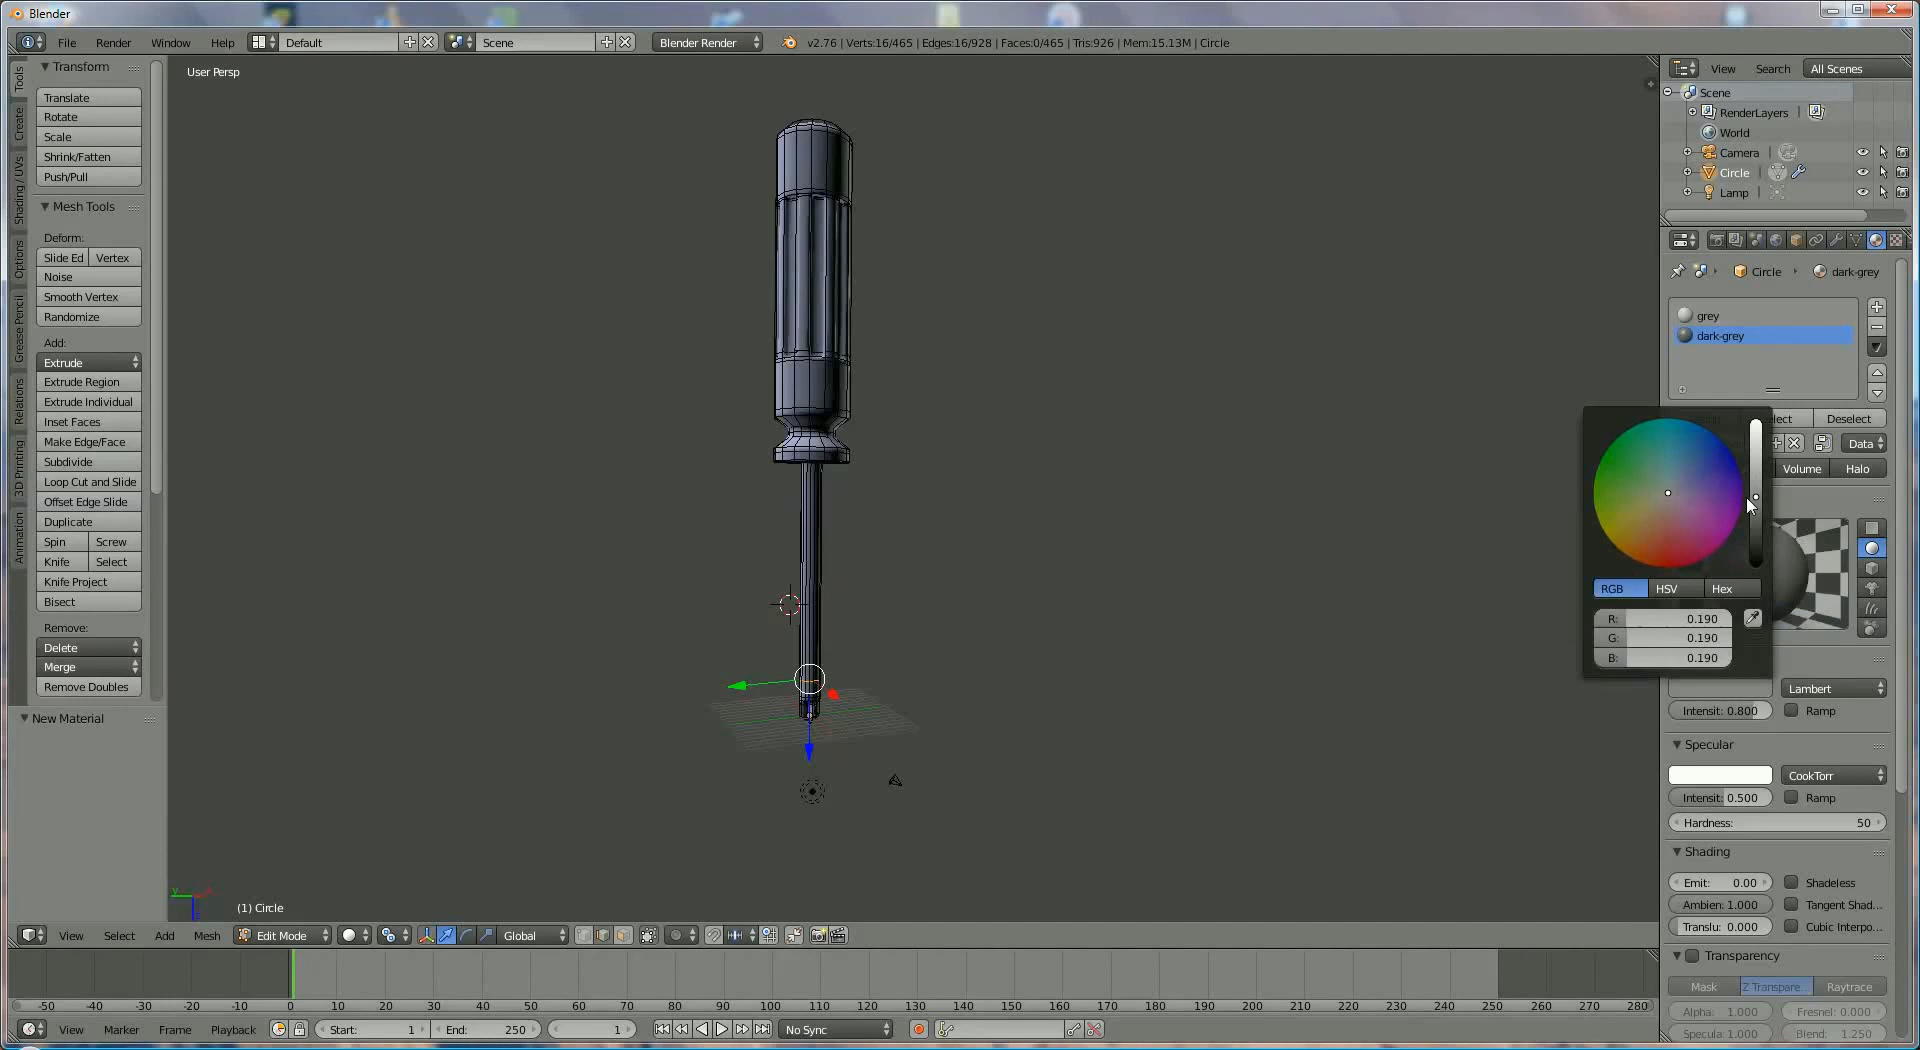 Blender
File Render Window Help Default Scene Blender Render v2.76 | Verts:16/465 | Edges:16/928 | Faces:0/465 | Tris:926 | Mem:15.13M | Circle
Tools
Create
Shading / UVs
Options
Grease Pencil
Relations
3D Printing
Animation
Transform
Translate
Rotate
Scale
Shrink/Fatten
Push/Pull
Mesh Tools
Deform:
Slide Ed Vertex
Noise
Smooth Vertex
Randomize
Add:
Extrude
Extrude Region
Extrude Individual
Inset Faces
Make Edge/Face
Subdivide
Loop Cut and Slide
Offset Edge Slide
Duplicate
Spin Screw
Knife Select
Knife Project
Bisect
Remove:
Delete
Merge
Remove Doubles
New Material
User Persp
(1) Circle
View Select Add Mesh Edit Mode Global
-50 -40 -30 -20 -10 0 10 20 30 40 50 60 70 80 90 100 110 120 130 140 150 160 170 180 190 200 210 220 230 240 250 260 270 280
View Marker Frame Playback Start: 1 End: 250 1 No Sync
View Search All Scenes
Scene
RenderLayers
World
Camera
Circle
Lamp
Circle dark-grey
grey
dark-grey
lect Deselect
Data
Volume Halo
RGB HSV Hex
R: 0.190
G: 0.190
B: 0.190
Lambert
Intensit: 0.800 Ramp
Specular
CookTorr
Intensit: 0.500 Ramp
Hardness: 50
Shading
Emit: 0.00 Shadeless
Ambien: 1.000 Tangent Shad...
Translu: 0.000 Cubic Interpo...
Transparency
Mask Z Transpare... Raytrace
Alpha: 1.000 Fresnel: 0.000
Specula: 1.000 Blend: 1.250